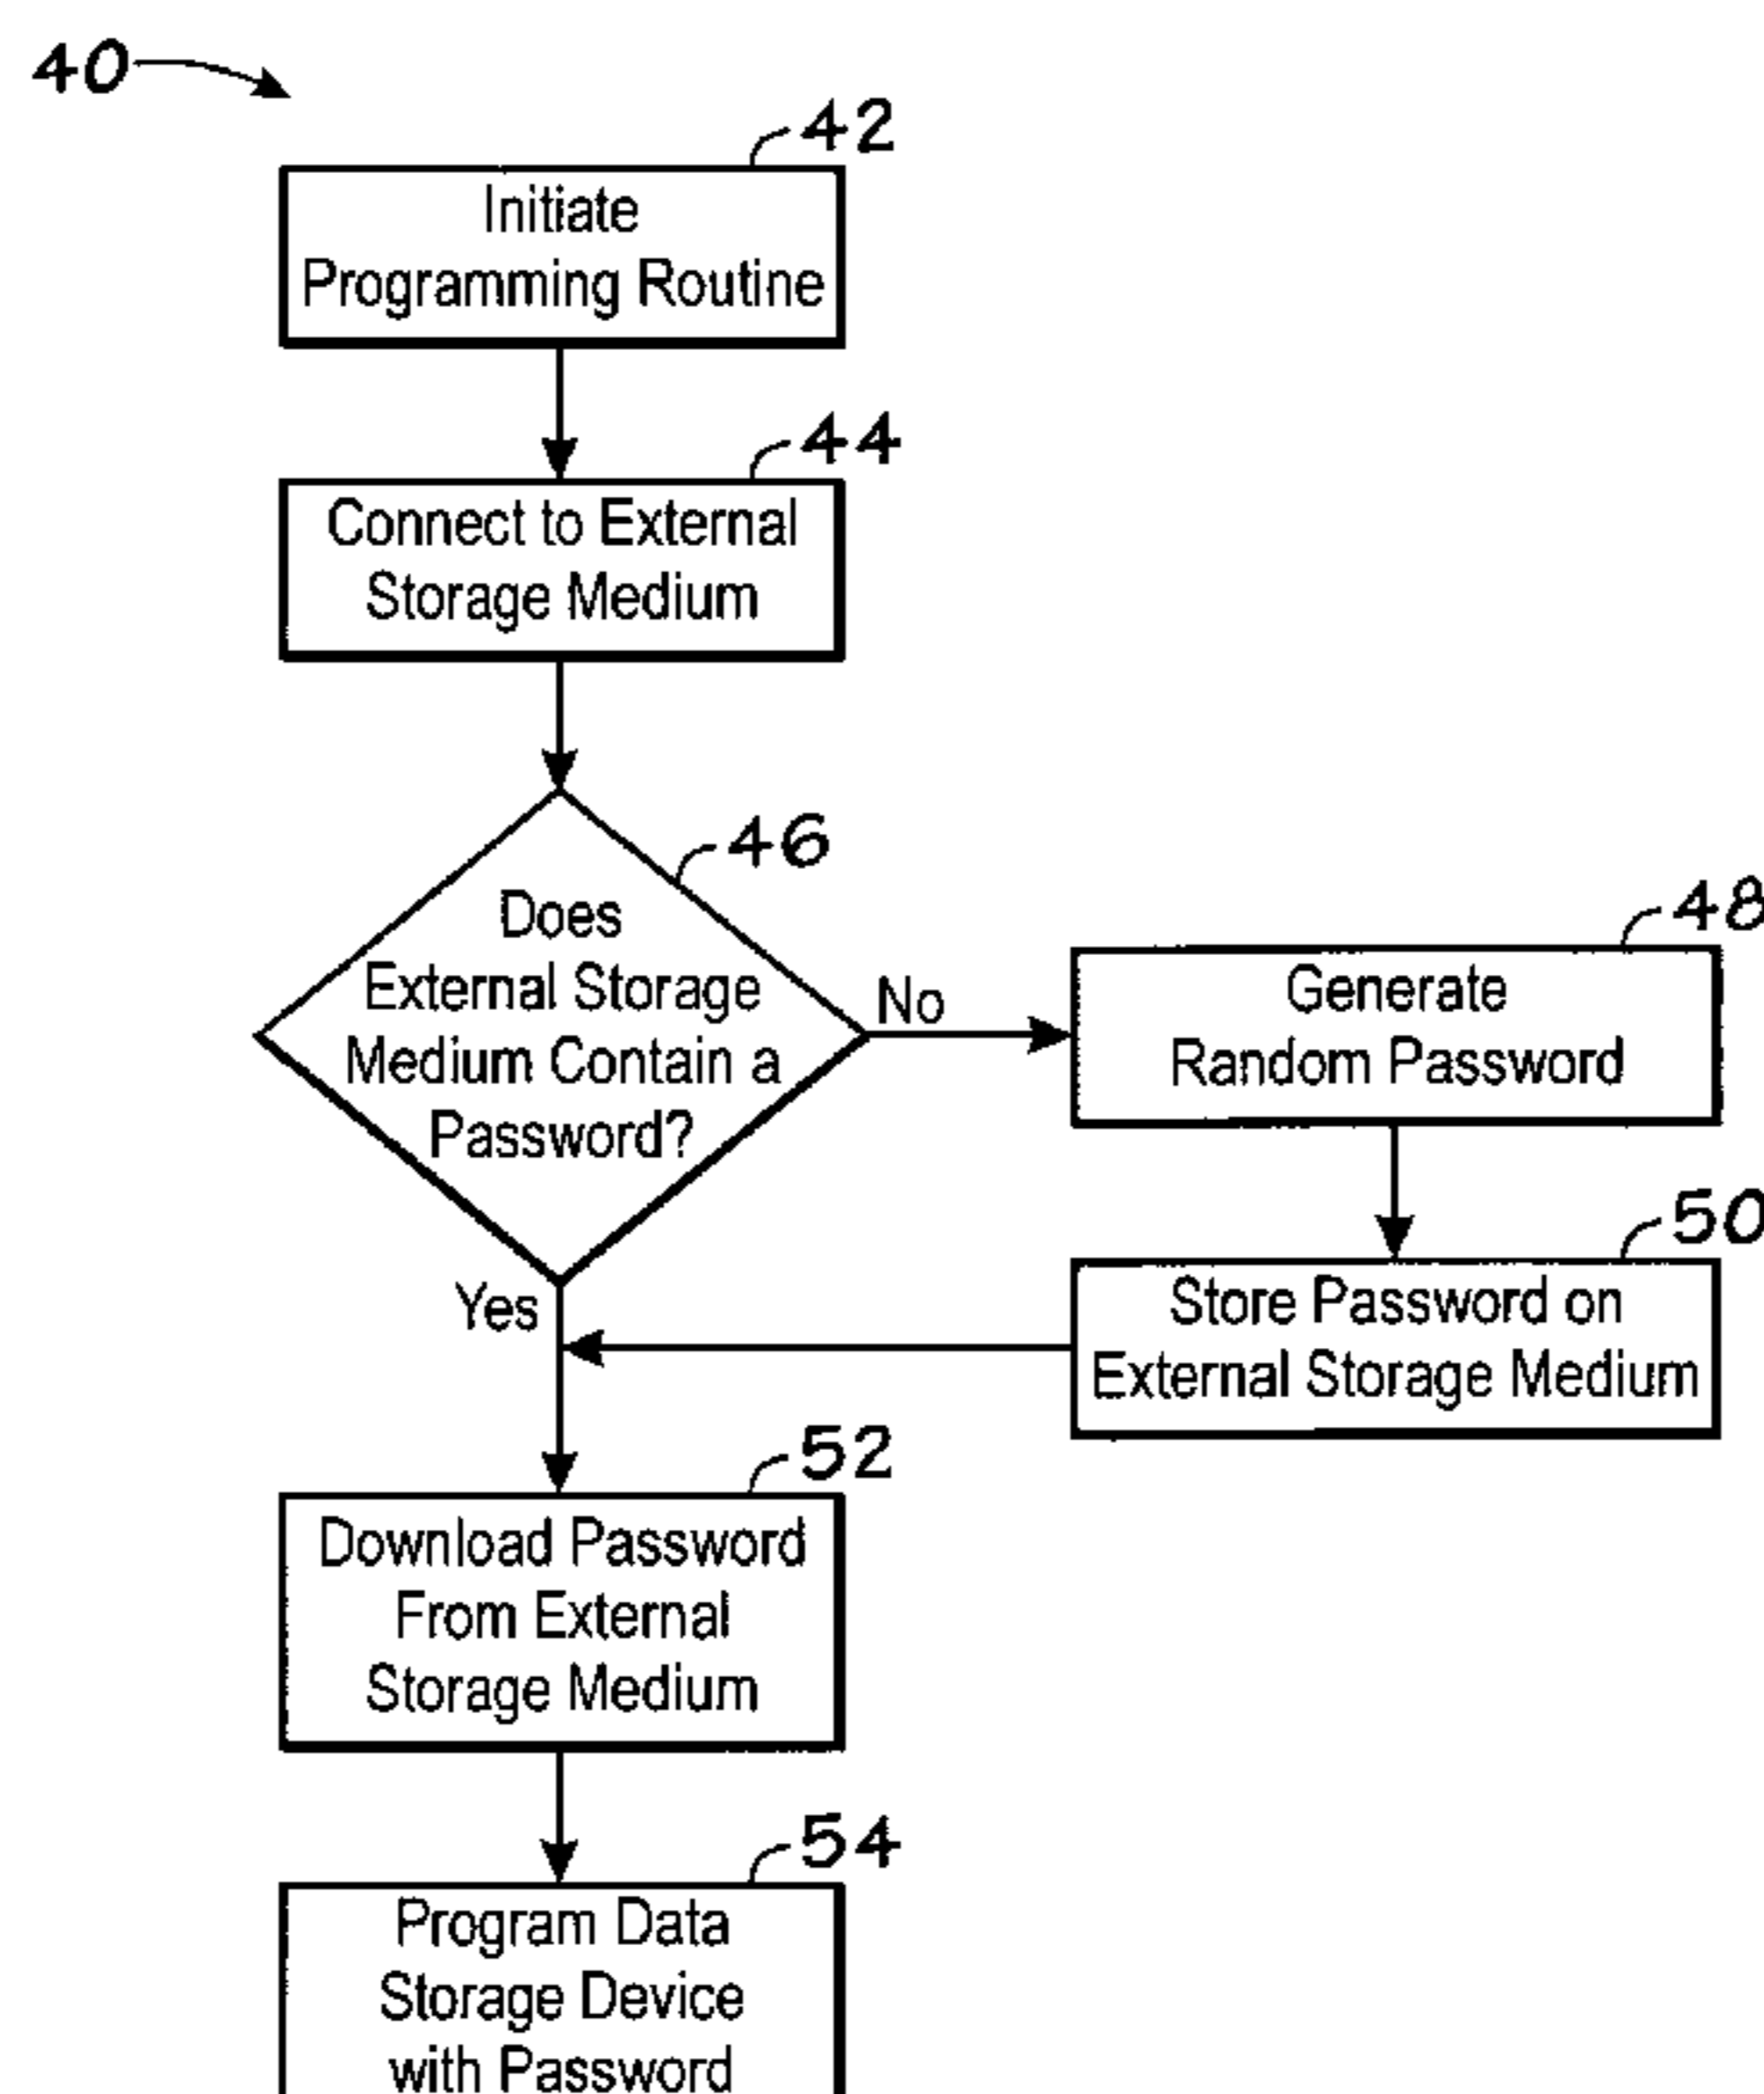 40
42
Initiate
Programming Routine
44
Connect to External
Storage Medium
46
Does
External Storage
Medium Contain a
Password?
No
48
Generate
Random Password
50
Store Password on
External Storage Medium
Yes
52
Download Password
From External
Storage Medium
54
Program Data
Storage Device
with Password